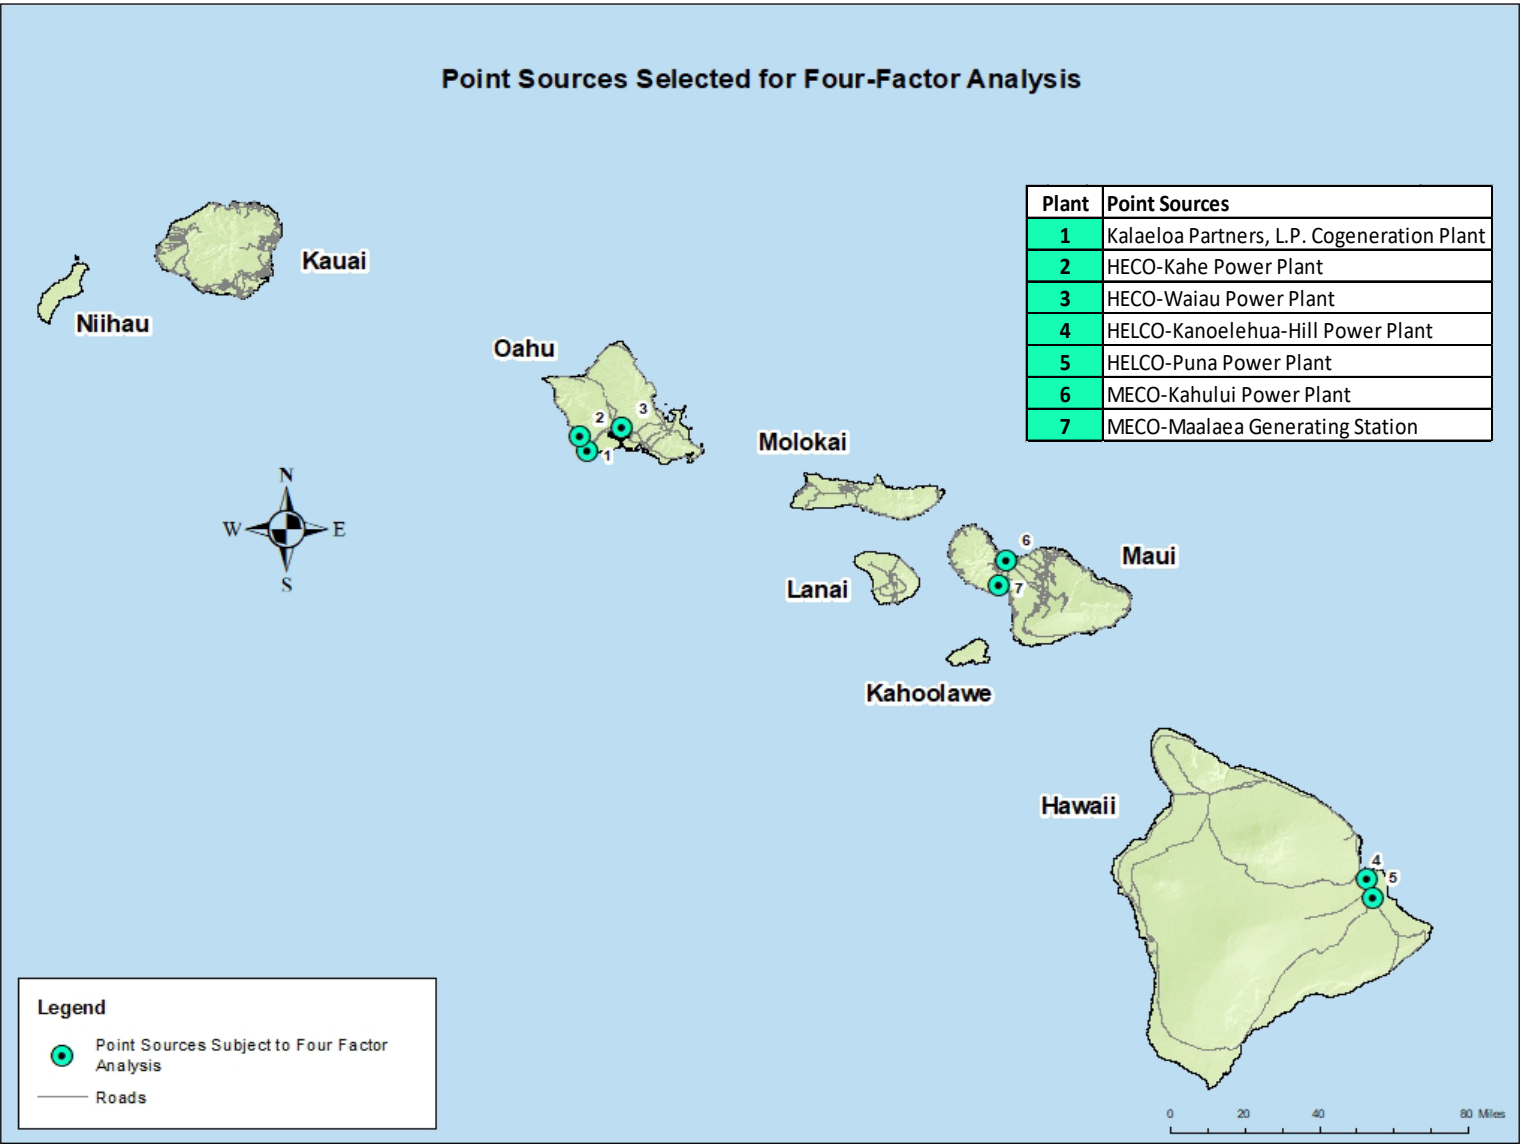 Point Sources Selected for Four-Factor Analysis
Plant Point Sources
1 Kalaeloa Partners, L.P. Cogeneration Plant
2 HECO-Kahe Power Plant
3 HECO-Waiau Power Plant
4 HELCO-Kanoelehua-Hill Power Plant
5 HELCO-Puna Power Plant
6 MECO-Kahului Power Plant
7 MECO-Maalaea Generating Station
Kauai
Niihau
Oahu
2
3
1
Molokai
N
W E
S
6
Maui
Lanai
7
Kahoolawe
Hawaii
4
5
Legend
Point Sources Subject to Four Factor
Analysis
Roads
0 20 40 80 Miles